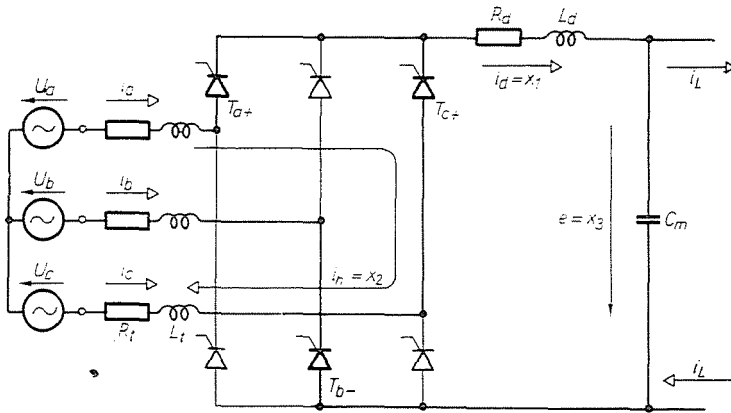 R_d L_d
i_d = x_1 i_L
U_a i_a
T_a+ T_c+
U_b i_b
e = x_3 C_m
U_c i_c i_h = x_2
R_t L_t
T_b- i_L